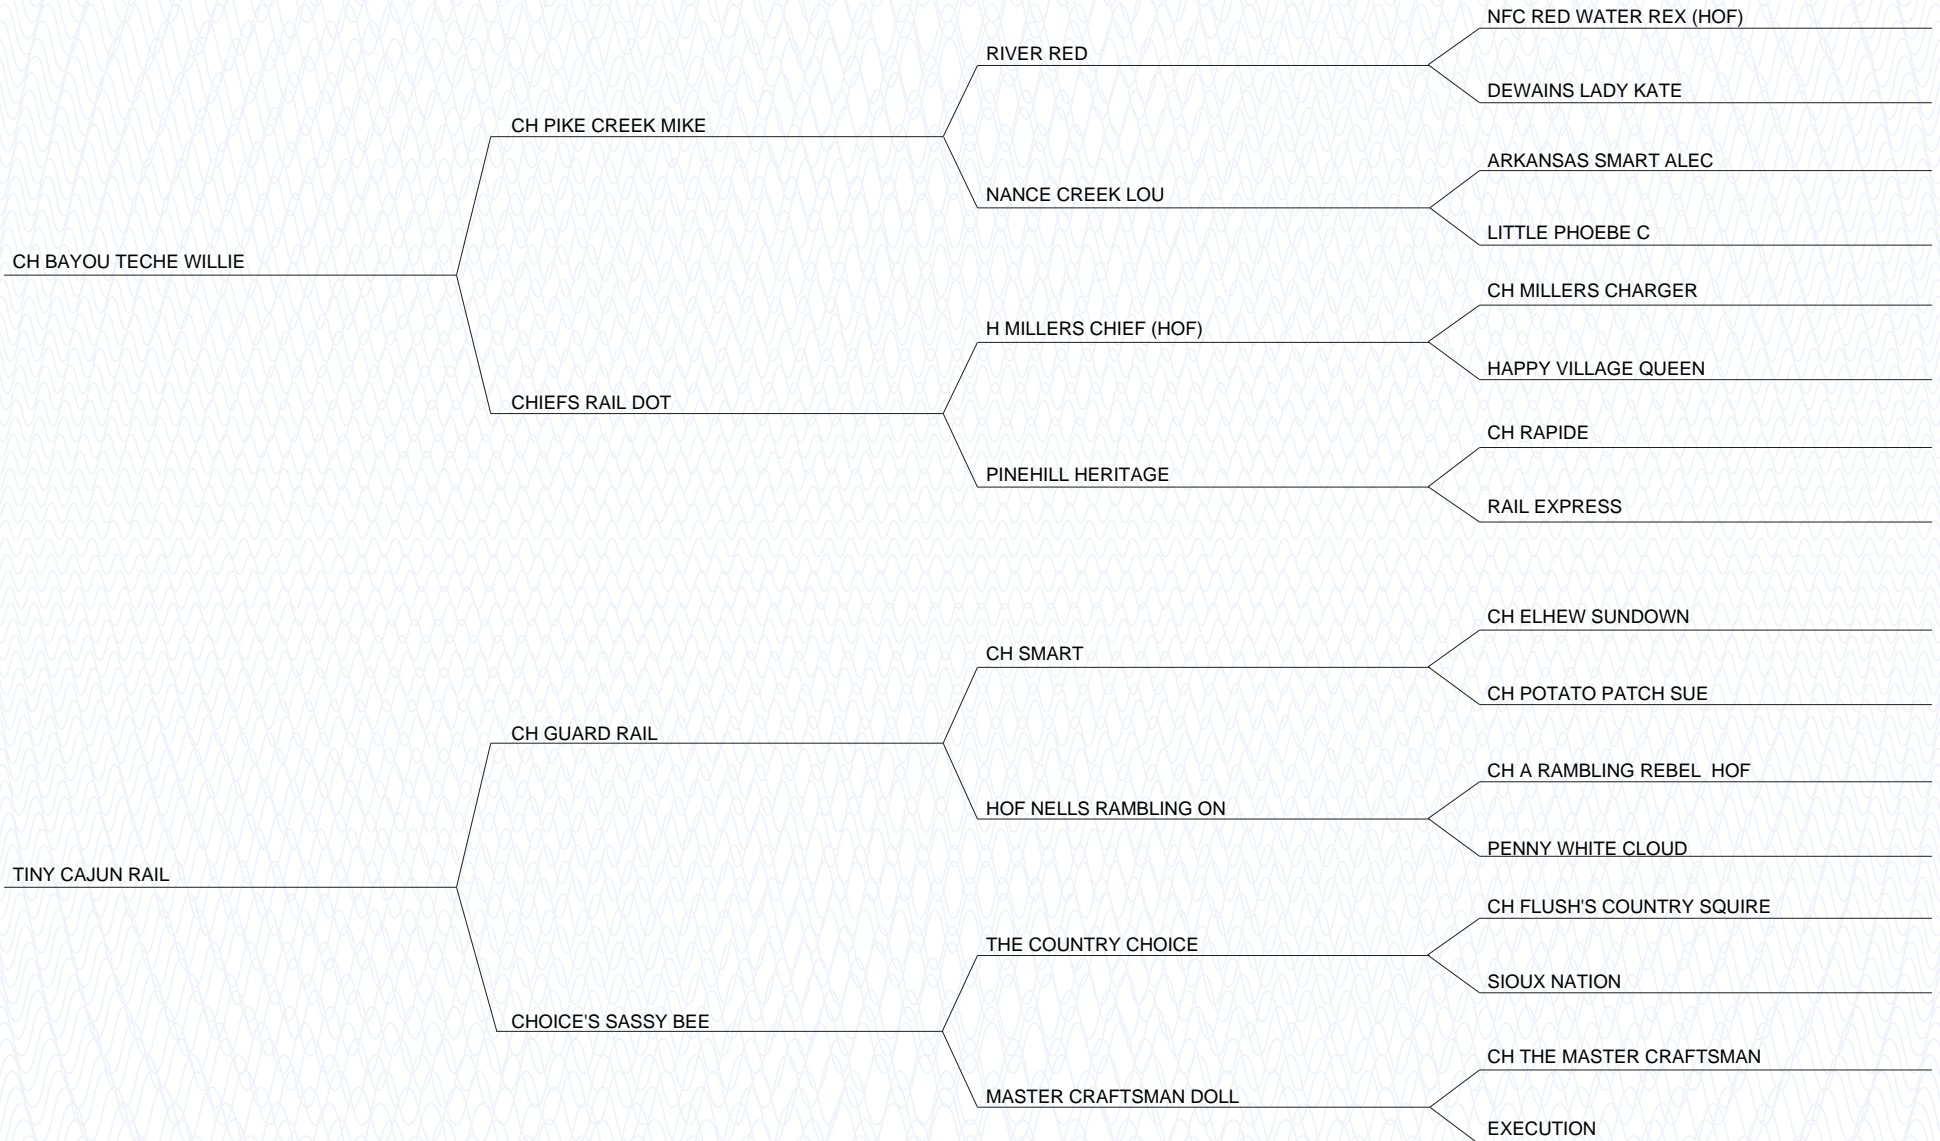 NFC RED WATER REX (HOF)
RIVER RED
DEWAINS LADY KATE
CH PIKE CREEK MIKE
ARKANSAS SMART ALEC
NANCE CREEK LOU
LITTLE PHOEBE C
CH BAYOU TECHE WILLIE
CH MILLERS CHARGER
H MILLERS CHIEF (HOF)
HAPPY VILLAGE QUEEN
CHIEFS RAIL DOT
CH RAPIDE
PINEHILL HERITAGE
RAIL EXPRESS
CH ELHEW SUNDOWN
CH SMART
CH POTATO PATCH SUE
CH GUARD RAIL
CH A RAMBLING REBEL  HOF
HOF NELLS RAMBLING ON
PENNY WHITE CLOUD
TINY CAJUN RAIL
CH FLUSH'S COUNTRY SQUIRE
THE COUNTRY CHOICE
SIOUX NATION
CHOICE'S SASSY BEE
CH THE MASTER CRAFTSMAN
MASTER CRAFTSMAN DOLL
EXECUTION